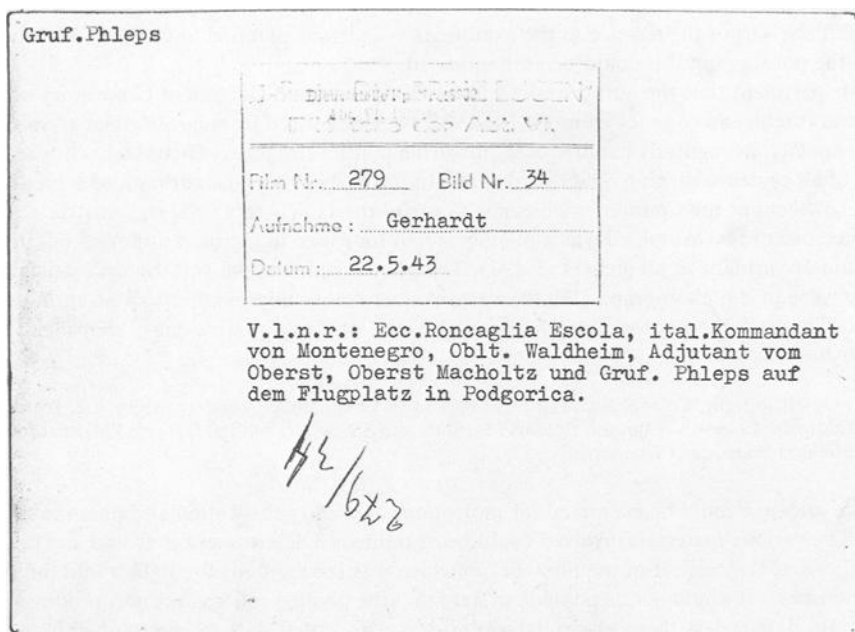 Gruf.Phleps
Film Nr. 279 Bild Nr. 34
Aufnahme: Gerhardt
Datum: 22.5.43
V.l.n.r.: Ecc.Roncaglia Escola, ital.Kommandant
von Montenegro, Oblt. Waldheim, Adjutant vom
Oberst, Oberst Macholtz und Gruf. Phleps auf
dem Flugplatz in Podgorica.